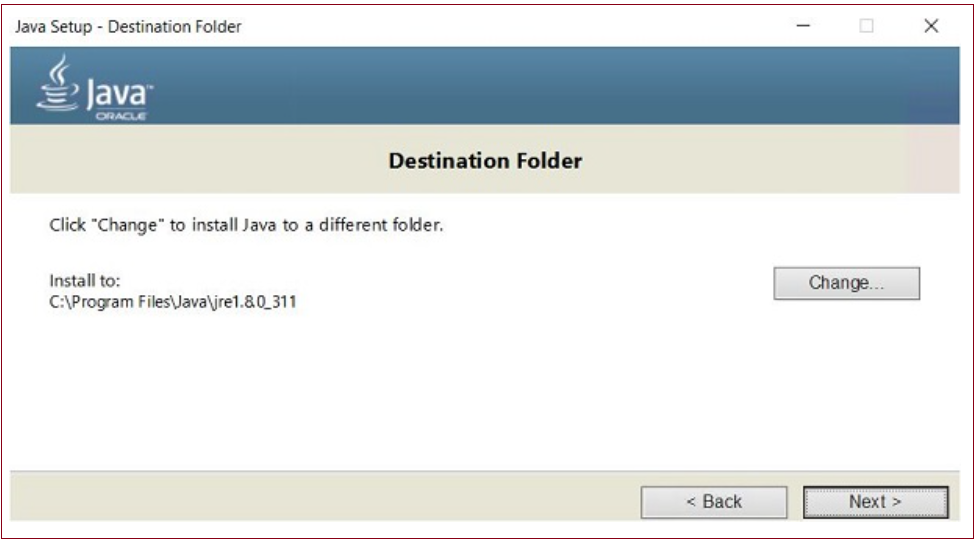 Java Setup - Destination Folder
Java™
ORACLE
Destination Folder
Click "Change" to install Java to a different folder.
Install to:
C:\Program Files\Java\jre1.8.0_311
Change...
< Back
Next >